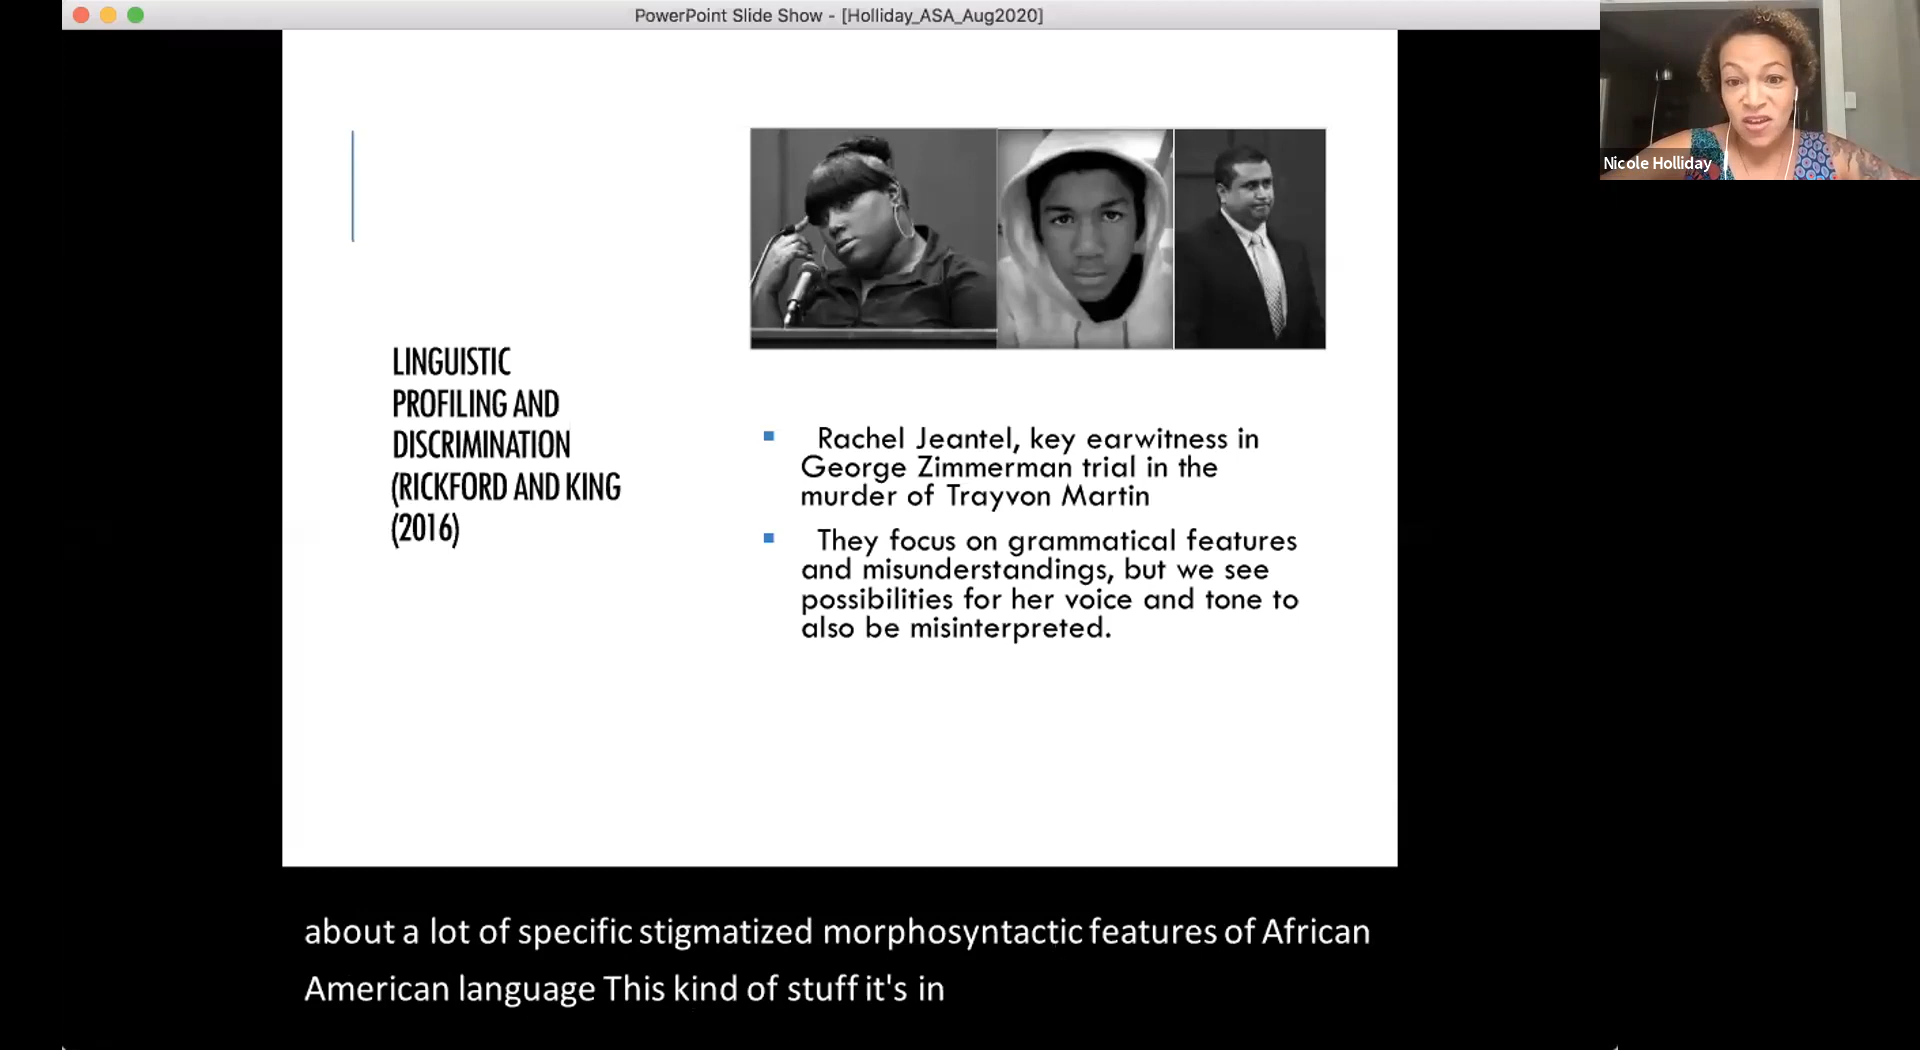 PowerPoint Slide Show - [Holliday_ASA_Aug2020]
Nicole Holliday
LINGUISTIC
PROFILING AND
DISCRIMINATION
(RICKFORD AND KING
(2016)
Rachel Jeantel, key earwitness in
George Zimmerman trial in the
murder of Trayvon Martin
They focus on grammatical features
and misunderstandings, but we see
possibilities for her voice and tone to
also be misinterpreted.
about a lot of specific stigmatized morphosyntactic features of African
American language This kind of stuff it's in